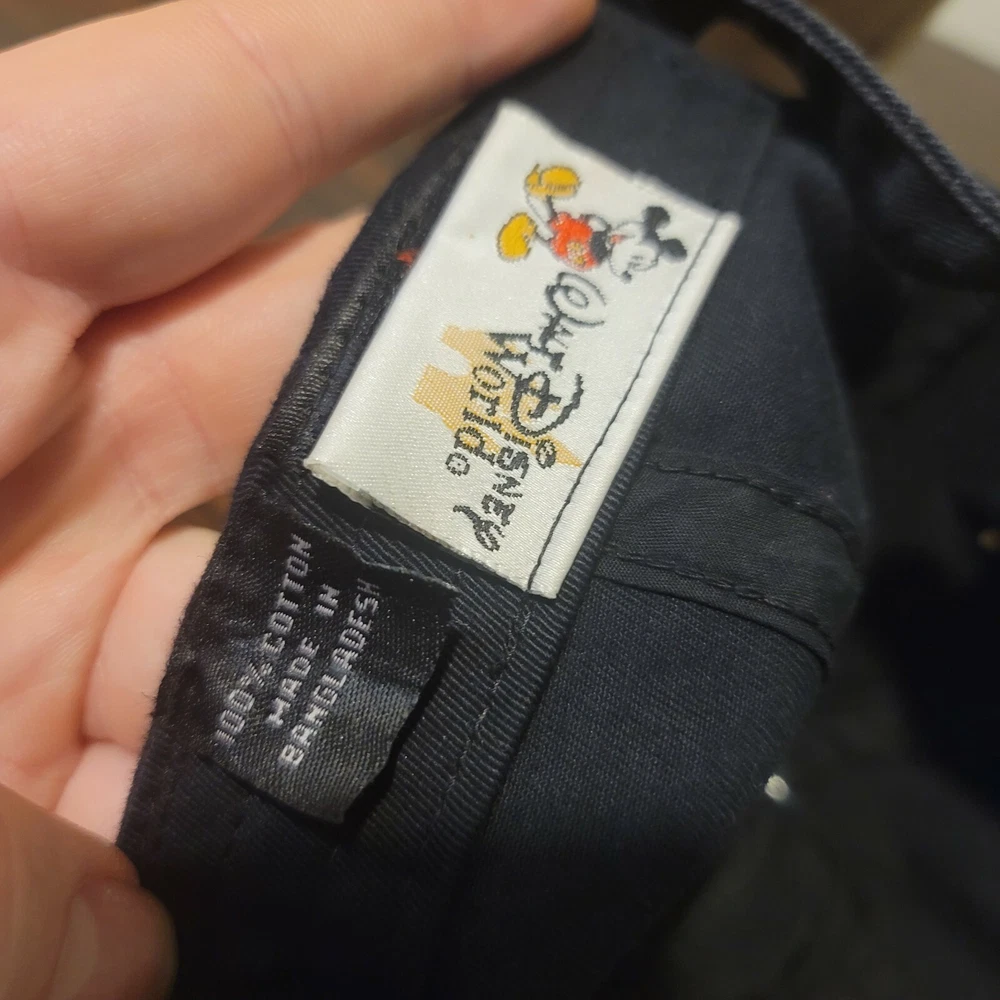 Walt Disney
World®
100% COTTON
MADE IN
BANGLADESH